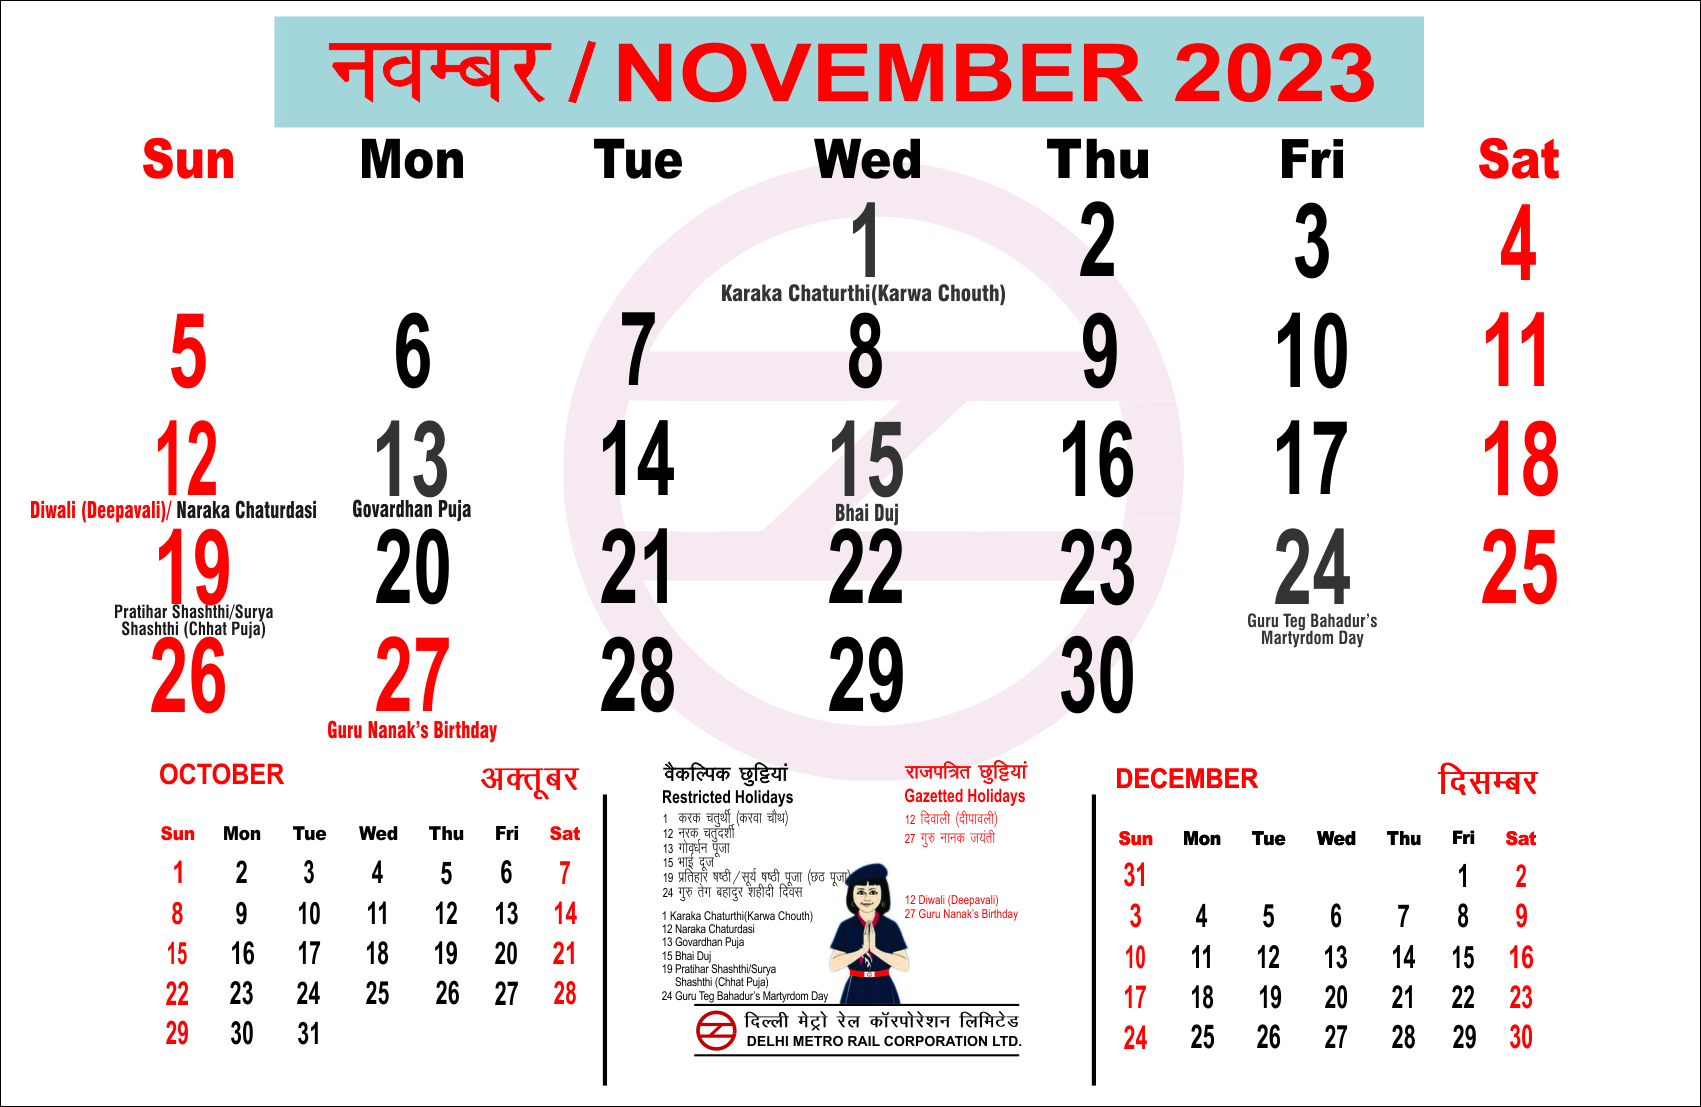 नवम्बर / NOVEMBER 2023
Sun Mon Tue Wed Thu Fri Sat
1 2 3 4
Karaka Chaturthi(Karwa Chouth)
5 6 7 8 9 10 11
12 13 14 15 16 17 18
Diwali (Deepavali)/ Naraka Chaturdasi Govardhan Puja Bhai Duj
19 20 21 22 23 24 25
Pratihar Shashthi/Surya
Shashthi (Chhat Puja)
Guru Teg Bahadur's
Martyrdom Day
26 27 28 29 30
Guru Nanak's Birthday
OCTOBER अक्तूबर
Sun Mon Tue Wed Thu Fri Sat
1 2 3 4 5 6 7
8 9 10 11 12 13 14
15 16 17 18 19 20 21
22 23 24 25 26 27 28
29 30 31
वैकल्पिक छुट्टियां
Restricted Holidays
1 करक चतुर्थी (करवा चौथ)
12 नरक चतुदर्शी
13 गोवर्धन पूजा
15 भाई दूज
19 प्रतिहार षष्ठी/सूर्य षष्ठी पूजा (छठ पूजा)
24 गुरु तेग बहादुर शहीदी दिवस
1 Karaka Chaturthi(Karwa Chouth)
12 Naraka Chaturdasi
13 Govardhan Puja
15 Bhai Duj
19 Pratihar Shashthi/Surya
Shashthi (Chhat Puja)
24 Guru Teg Bahadur's Martyrdom Day
राजपत्रित छुट्टियां
Gazetted Holidays
12 दिवाली (दीपावली)
27 गुरु नानक जयंती
12 Diwali (Deepavali)
27 Guru Nanak's Birthday
दिल्ली मेट्रो रेल कॉरपोरेशन लिमिटेड
DELHI METRO RAIL CORPORATION LTD.
DECEMBER दिसम्बर
Sun Mon Tue Wed Thu Fri Sat
31 1 2
3 4 5 6 7 8 9
10 11 12 13 14 15 16
17 18 19 20 21 22 23
24 25 26 27 28 29 30